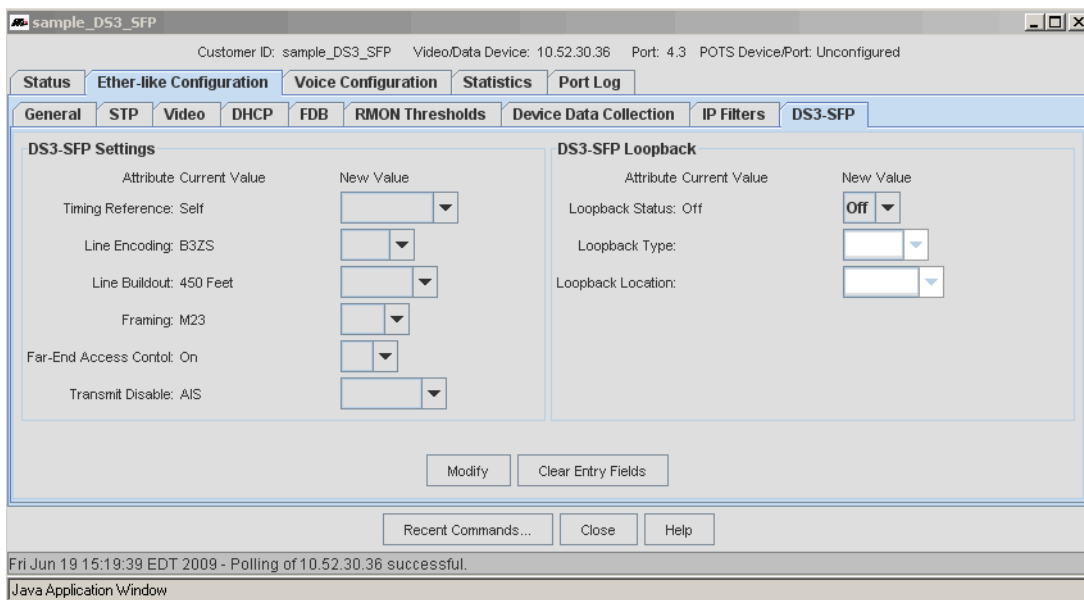 sample_DS3_SFP
Customer ID: sample_DS3_SFP Video/Data Device: 10.52.30.36 Port: 4.3 POTS Device/Port: Unconfigured
Status Ether-like Configuration Voice Configuration Statistics Port Log
General STP Video DHCP FDB RMON Thresholds Device Data Collection IP Filters DS3-SFP
DS3-SFP Settings
Attribute Current Value New Value
Timing Reference: Self
Line Encoding: B3ZS
Line Buildout: 450 Feet
Framing: M23
Far-End Access Contol: On
Transmit Disable: AIS
DS3-SFP Loopback
Attribute Current Value New Value
Loopback Status: Off Off
Loopback Type:
Loopback Location:
Modify Clear Entry Fields
Recent Commands... Close Help
Fri Jun 19 15:19:39 EDT 2009 - Polling of 10.52.30.36 successful.
Java Application Window